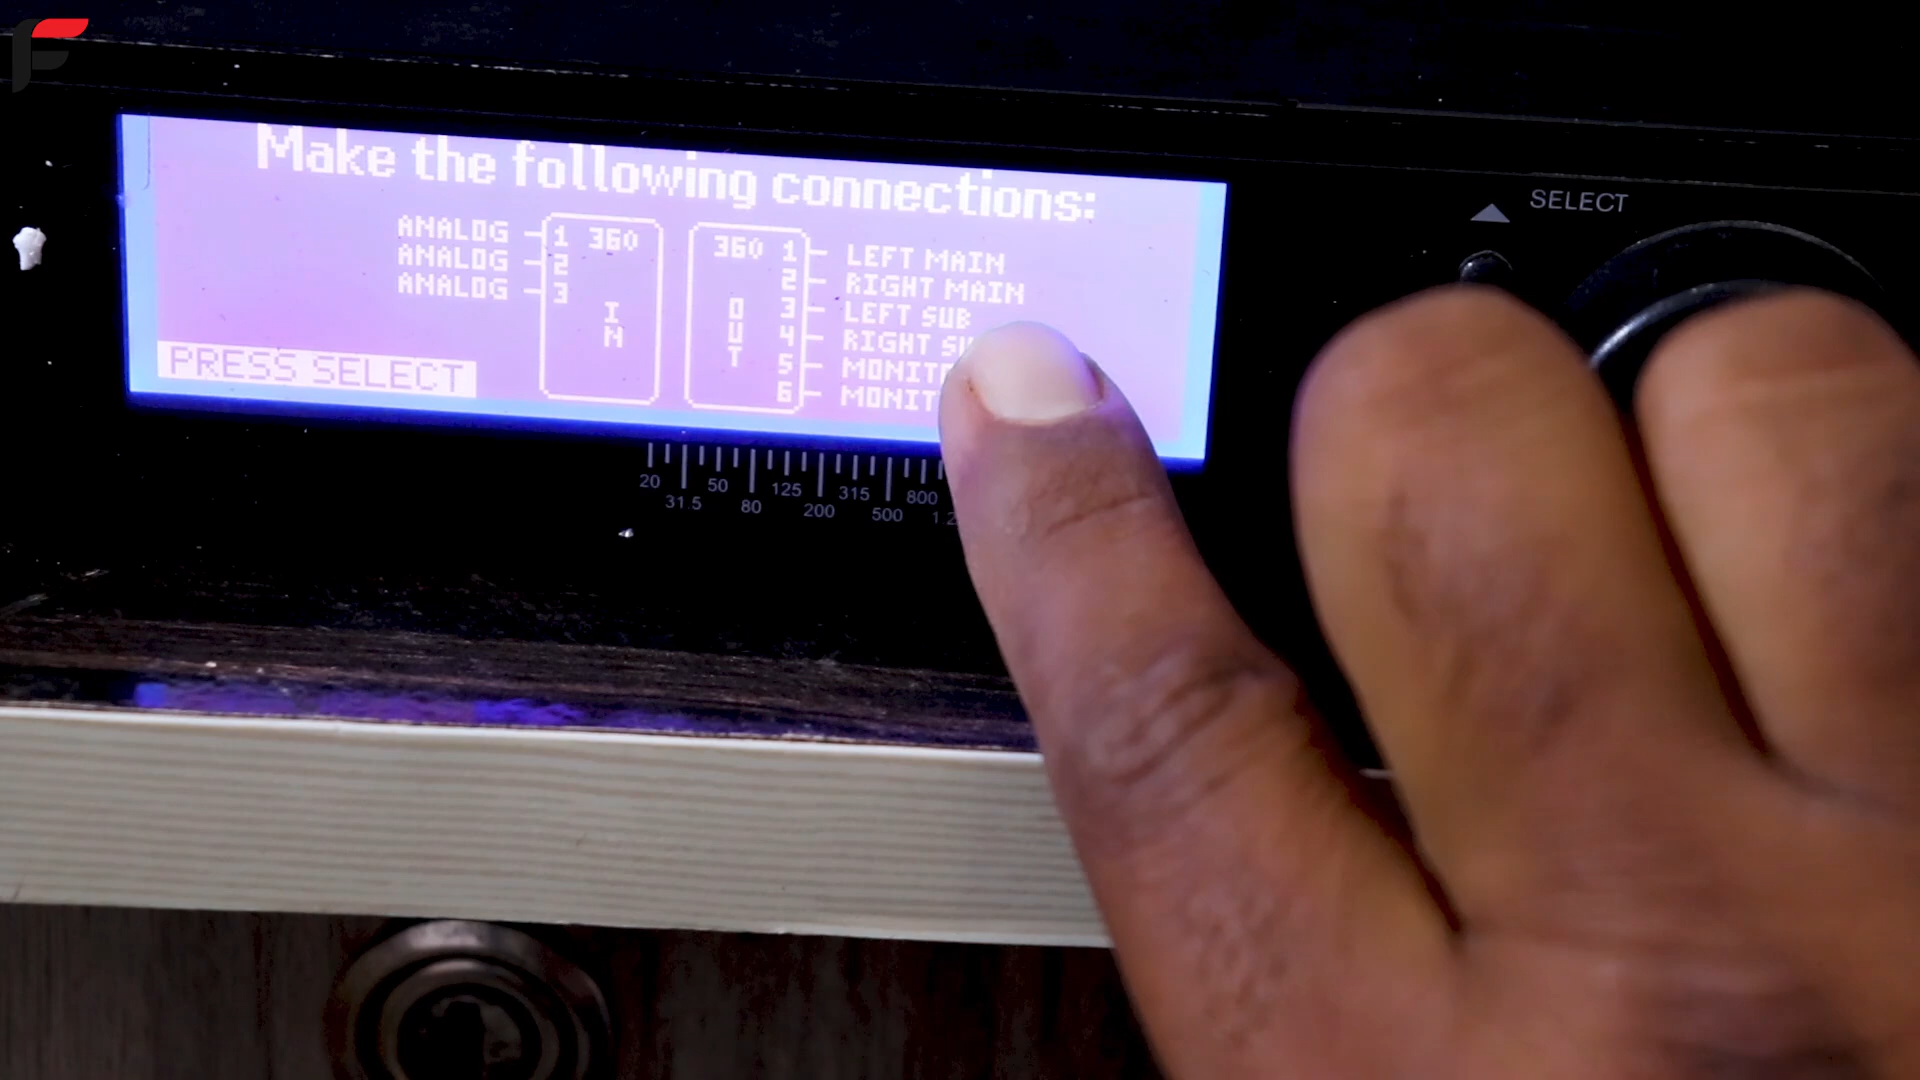 Make the following connections:
ANALOG 1 360
ANALOG 2
ANALOG 3
IN
360 1 LEFT MAIN
2 RIGHT MAIN
3 LEFT SUB
4 RIGHT
5
6
OUT
PRESS SELECT
SELECT
20 31.5 50 80 125 200 315 500 800